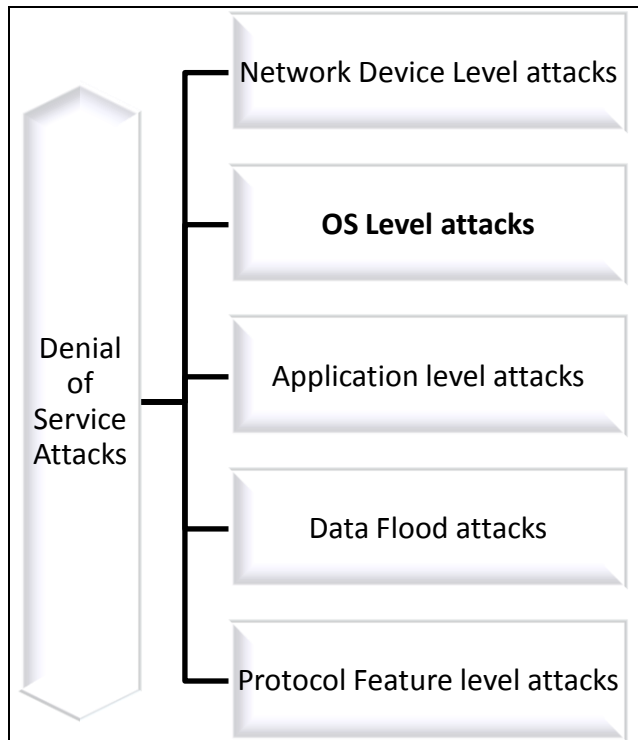 Denial
of
Service
Attacks
Network Device Level attacks
OS Level attacks
Application level attacks
Data Flood attacks
Protocol Feature level attacks